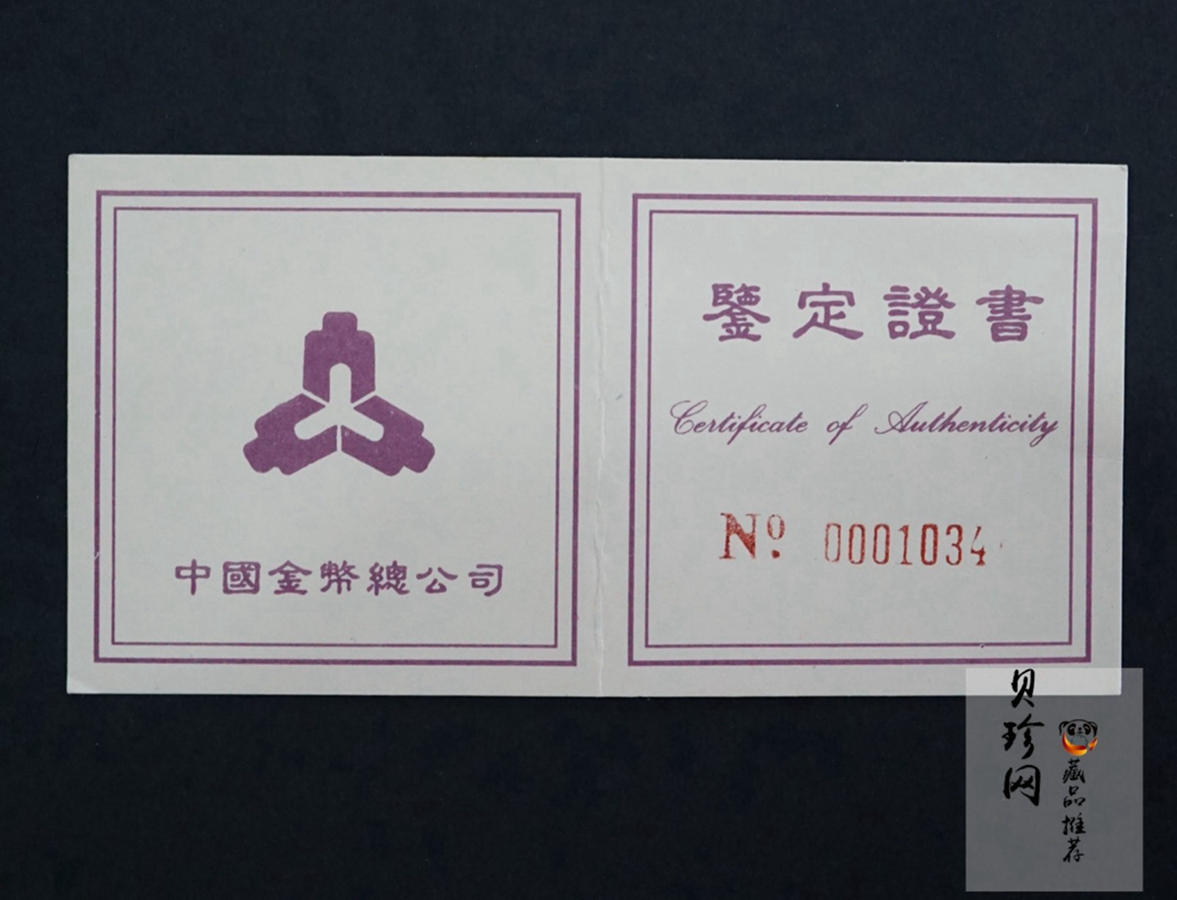 中國金幣總公司
鑒定證書
Certificate of Authenticity
Nº 0001034
贝珍网
藏品推荐